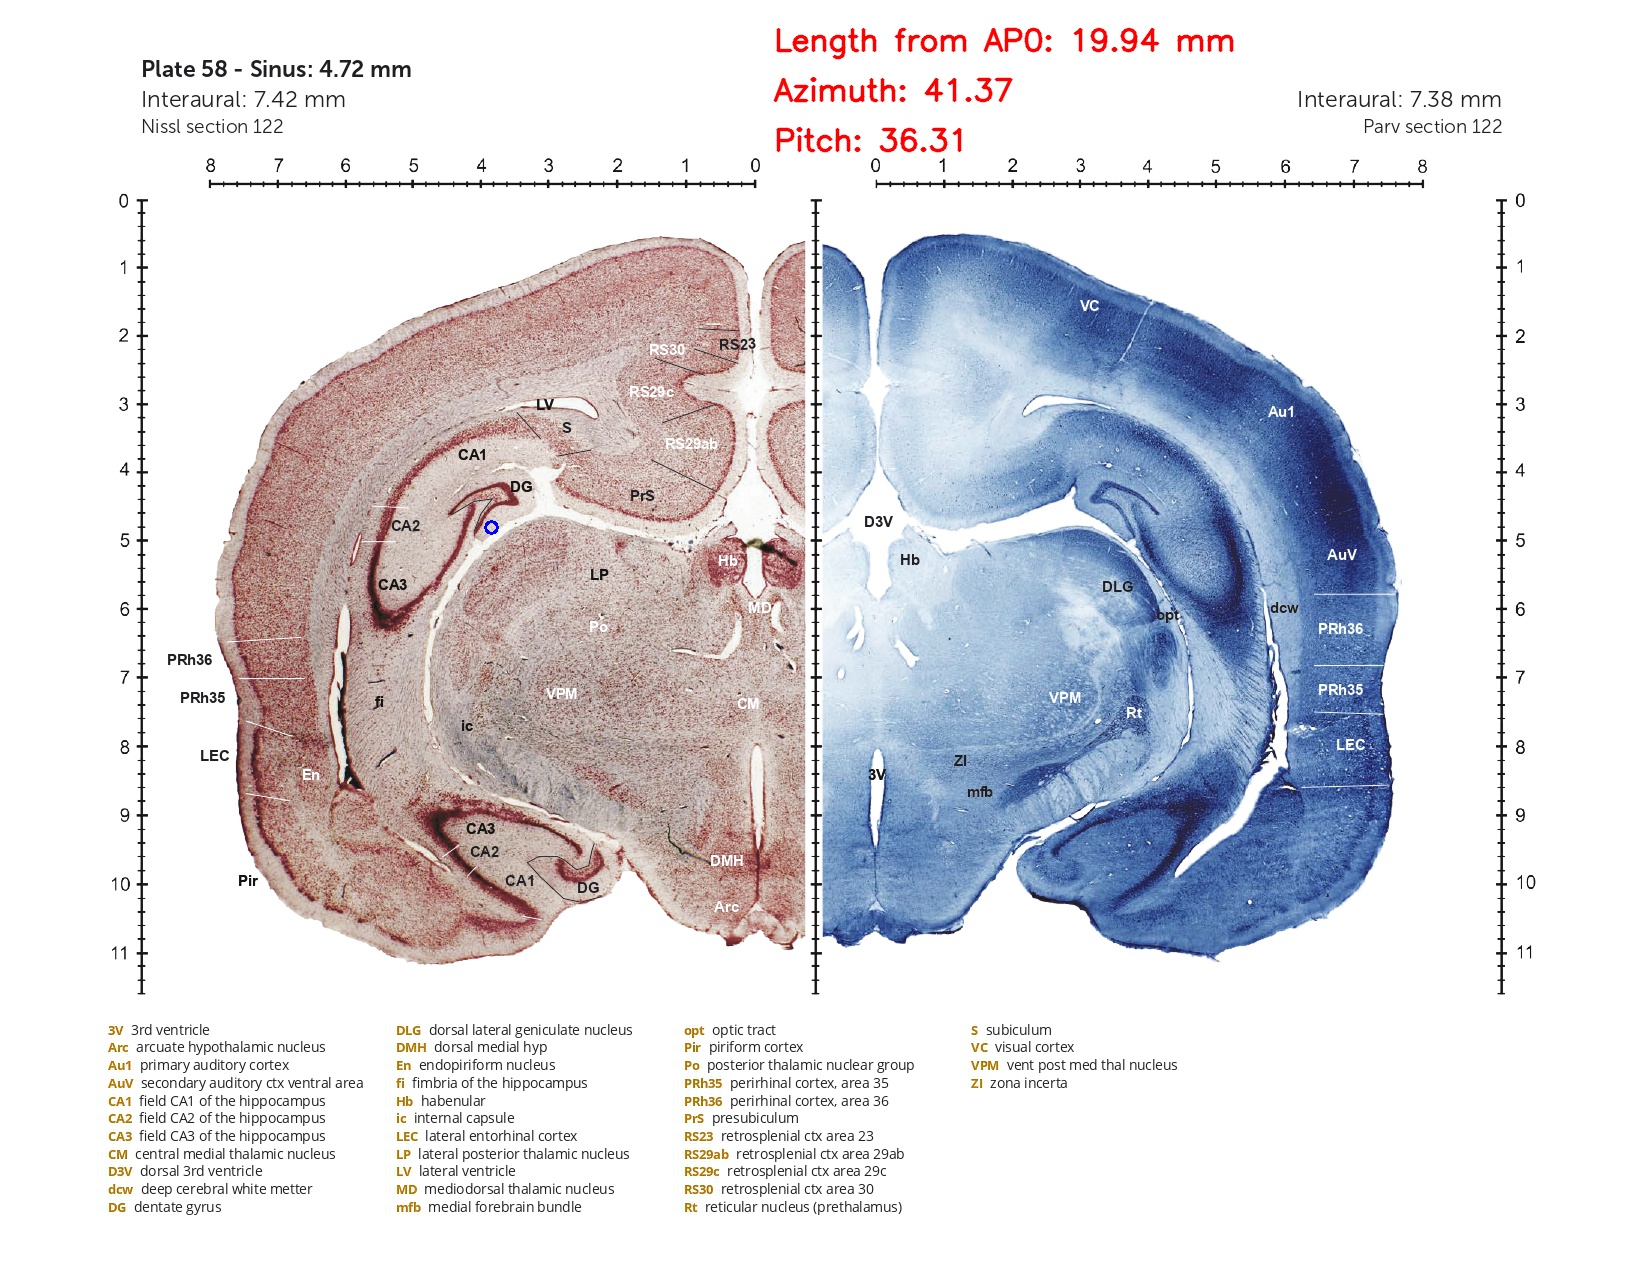 Length from AP0: 19.94 mm
Plate 58 - Sinus: 4.72 mm
Azimuth: 41.37
Interaural: 7.42 mm
Interaural: 7.38 mm
Nissl section 122
Parv section 122
Pitch: 36.31
8 7 6 5 4 3 2 1 0
0 1 2 3 4 5 6 7 8
0 0
1 1
VC
2 2
RS23
RS30
RS29c
3 LV 3
Au1
S
RS29ab
CA1
4 4
DG
PrS
CA2
D3V
5 5
AuV
Hb
Hb
LP
CA3
DLG
6 MD dcw 6
opt
Po
PRh36
PRh36
7 7
PRh35
VPM
VPM
PRh35
fi
CM
Rt
ic
8 8
LEC
LEC
ZI
En
3V
mfb
9 9
CA3
CA2
DMH
CA1
DG
Pir
10 10
Arc
11 11
3V 3rd ventricle
Arc arcuate hypothalamic nucleus
Au1 primary auditory cortex
AuV secondary auditory ctx ventral area
CA1 field CA1 of the hippocampus
CA2 field CA2 of the hippocampus
CA3 field CA3 of the hippocampus
CM central medial thalamic nucleus
D3V dorsal 3rd ventricle
dcw deep cerebral white metter
DG dentate gyrus
DLG dorsal lateral geniculate nucleus
DMH dorsal medial hyp
En endopiriform nucleus
fi fimbria of the hippocampus
Hb habenular
ic internal capsule
LEC lateral entorhinal cortex
LP lateral posterior thalamic nucleus
LV lateral ventricle
MD mediodorsal thalamic nucleus
mfb medial forebrain bundle
opt optic tract
Pir piriform cortex
Po posterior thalamic nuclear group
PRh35 perirhinal cortex, area 35
PRh36 perirhinal cortex, area 36
PrS presubiculum
RS23 retrosplenial ctx area 23
RS29ab retrosplenial ctx area 29ab
RS29c retrosplenial ctx area 29c
RS30 retrosplenial ctx area 30
Rt reticular nucleus (prethalamus)
S subiculum
VC visual cortex
VPM vent post med thal nucleus
ZI zona incerta